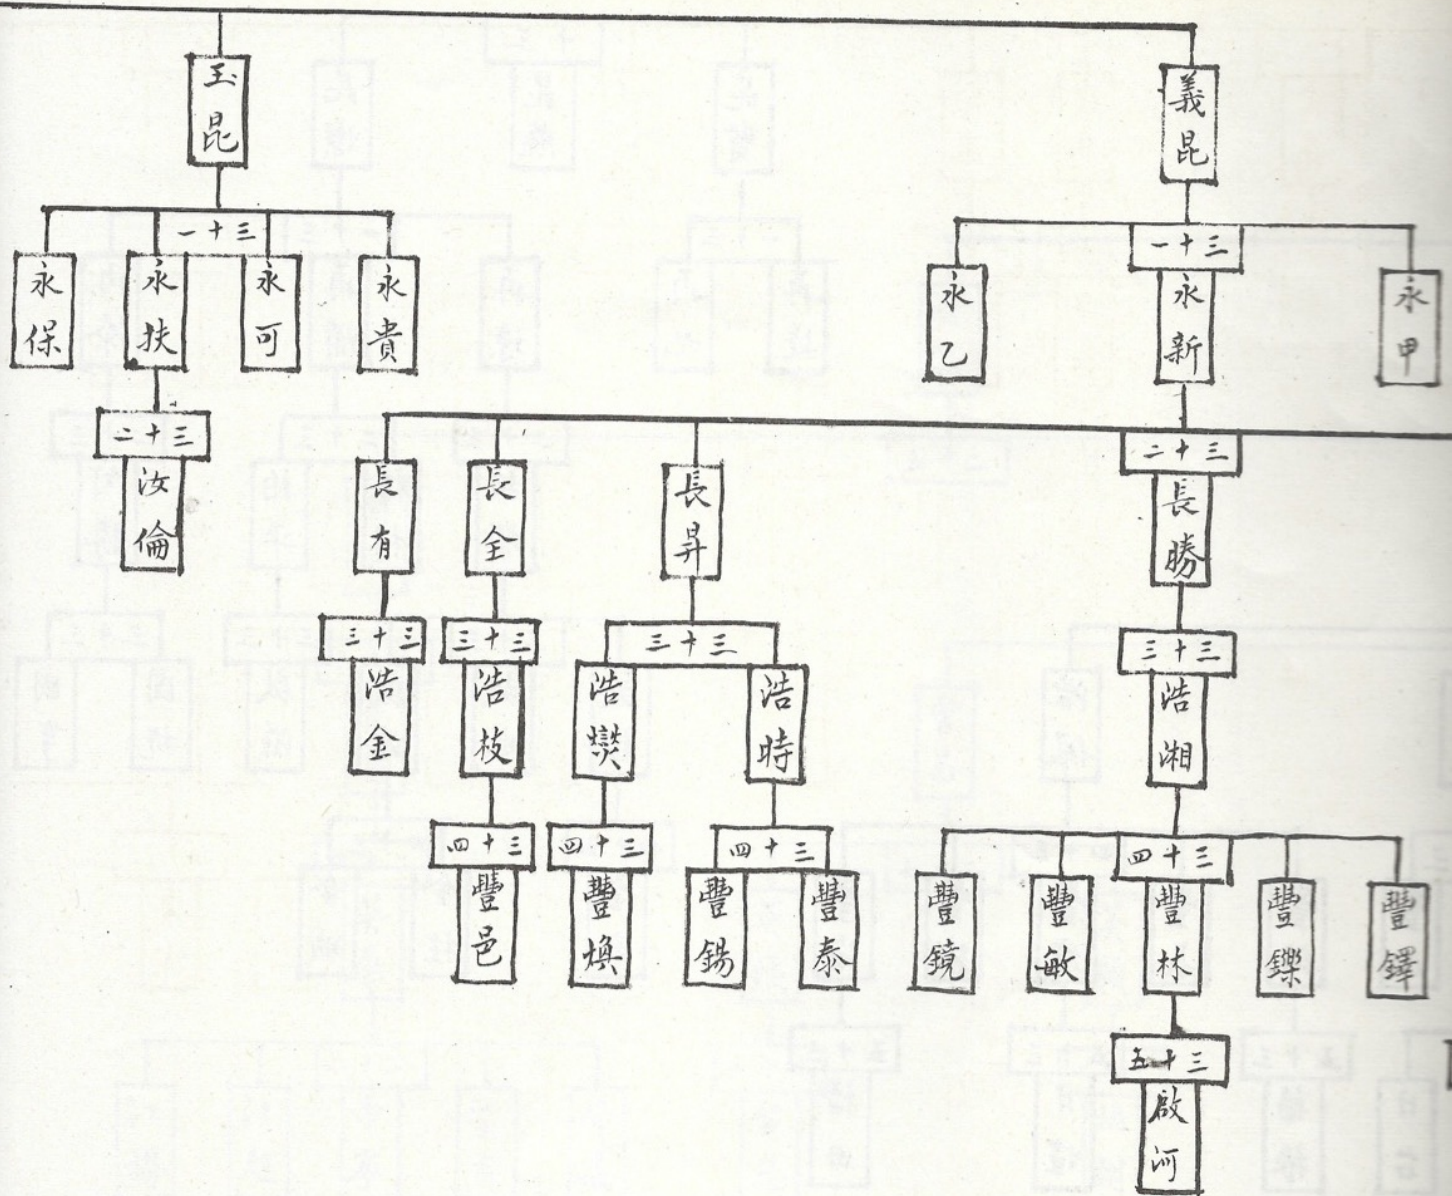 義昆
玉昆
三十一
永甲
永新
永乙
三十一
永貴
永可
永扶
永保
三十二
長勝
長昇
長全
長有
三十二
汝倫
三十三
浩湘
三十三
浩時
浩燓
三十三
浩枝
三十三
浩金
三十四
豐鐸
豐鑠
豐林
豐敏
豐鏡
三十四
豐泰
豐錫
三十四
豐煥
三十四
豐邑
三十五
啟河